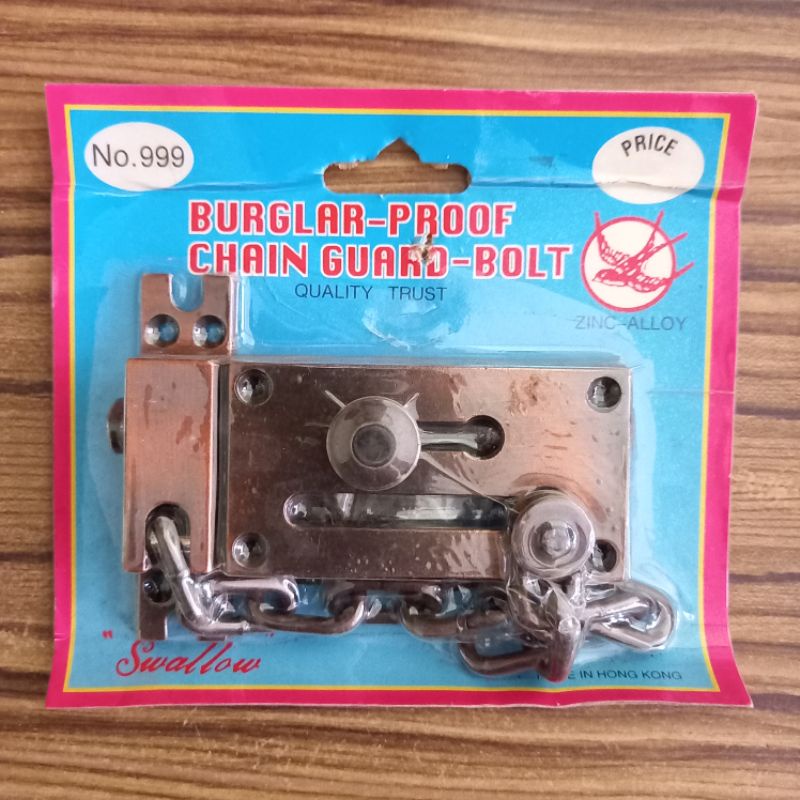 No.999
PRICE
BURGLAR-PROOF
CHAIN GUARD-BOLT
QUALITY TRUST
ZINC-ALLOY
"Swallow"
IN HONG KONG